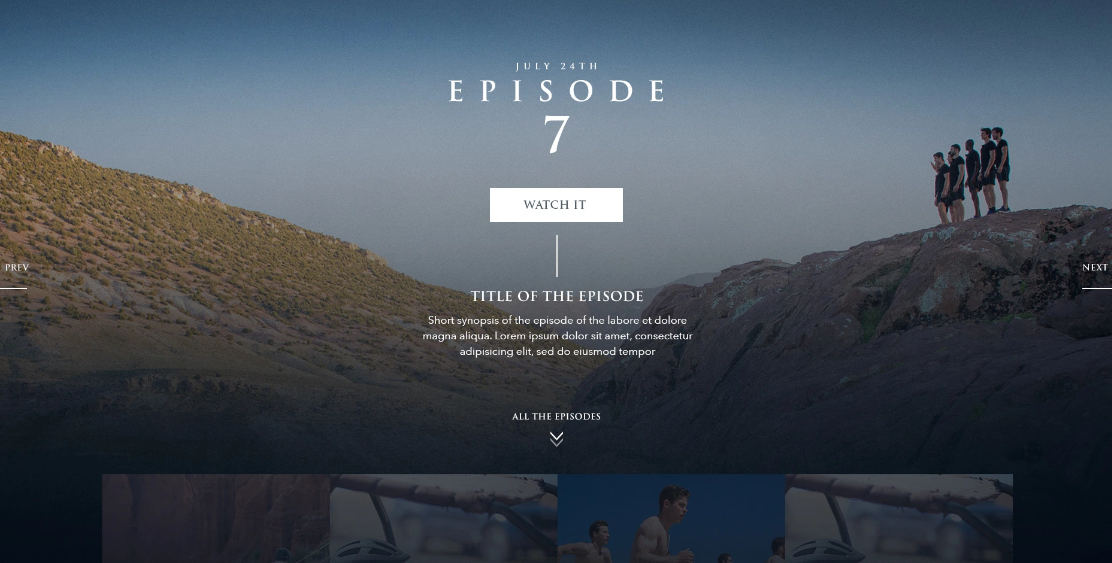 JULY 24TH
EPISODE
7
WATCH IT
PREV
NEXT
TITLE OF THE EPISODE
Short synopsis of the episode of the labore et dolore
magna aliqua. Lorem ipsum dolor sit amet, consectetur
adipisicing elit, sed do eiusmod tempor
ALL THE EPISODES